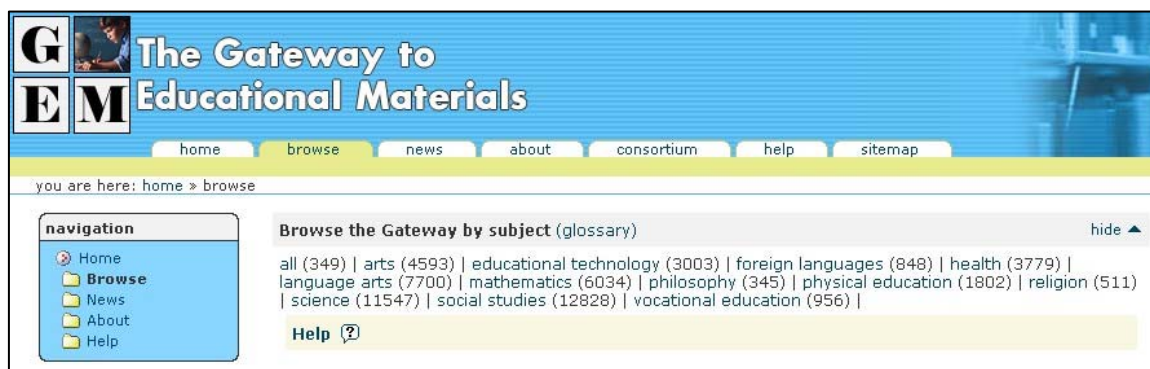 G
E M
The Gateway to
Educational Materials
home browse news about consortium help sitemap
you are here: home » browse
navigation
Home
Browse
News
About
Help
Browse the Gateway by subject (glossary) hide
all (349) | arts (4593) | educational technology (3003) | foreign languages (848) | health (3779) |
language arts (7700) | mathematics (6034) | philosophy (345) | physical education (1802) | religion (511)
| science (11547) | social studies (12828) | vocational education (956) |
Help ?